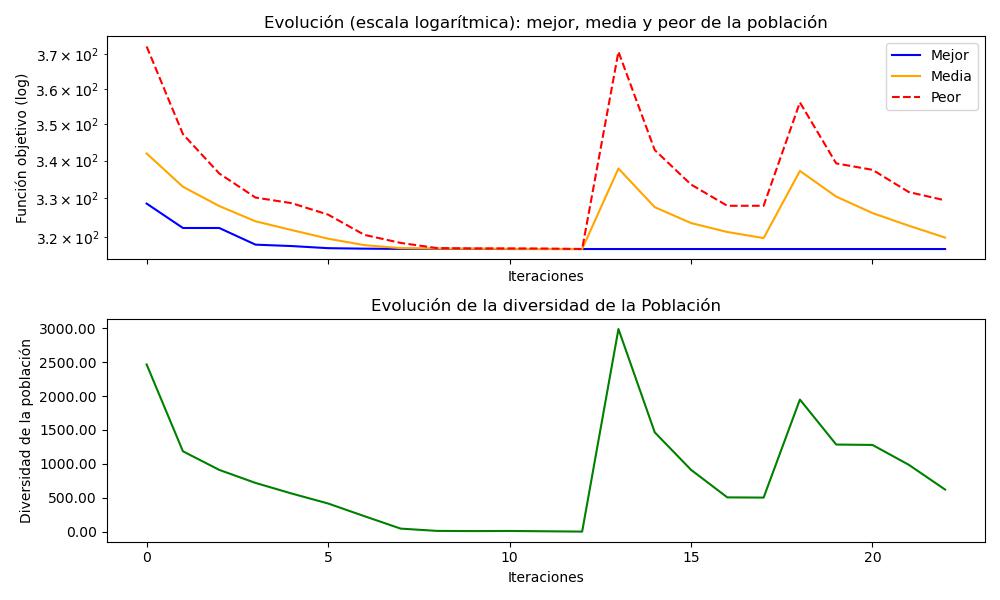 Evolución (escala logarítmica): mejor, media y peor de la población
Función objetivo (log)
3.7 × 10²
3.6 × 10²
3.5 × 10²
3.4 × 10²
3.3 × 10²
3.2 × 10²
Mejor
Media
Peor
Iteraciones
Evolución de la diversidad de la Población
Diversidad de la población
3000.00
2500.00
2000.00
1500.00
1000.00
500.00
0.00
0 5 10 15 20
Iteraciones